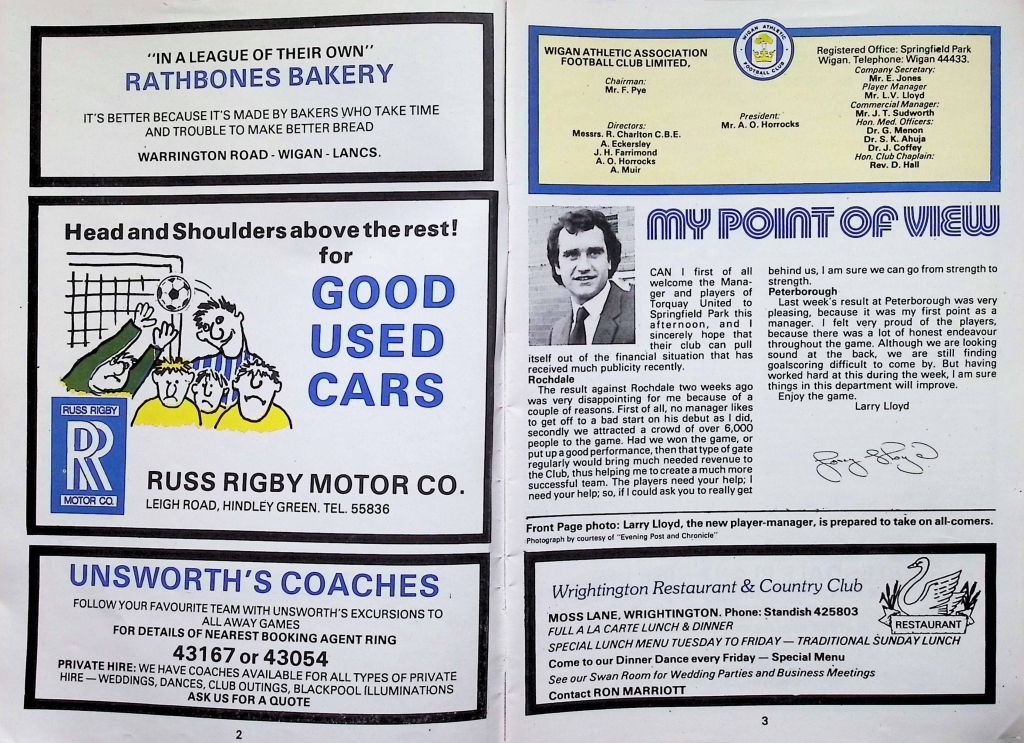 "IN A LEAGUE OF THEIR OWN"
RATHBONES BAKERY
IT'S BETTER BECAUSE IT'S MADE BY BAKERS WHO TAKE TIME
AND TROUBLE TO MAKE BETTER BREAD
WARRINGTON ROAD - WIGAN - LANCS.
Head and Shoulders above the rest!
for
GOOD
USED
CARS
RUSS RIGBY
RR
MOTOR CO.
RUSS RIGBY MOTOR CO.
LEIGH ROAD, HINDLEY GREEN. TEL. 55836
UNSWORTH'S COACHES
FOLLOW YOUR FAVOURITE TEAM WITH UNSWORTH'S EXCURSIONS TO
ALL AWAY GAMES
FOR DETAILS OF NEAREST BOOKING AGENT RING
43167 or 43054
PRIVATE HIRE: WE HAVE COACHES AVAILABLE FOR ALL TYPES OF PRIVATE
HIRE — WEDDINGS, DANCES, CLUB OUTINGS, BLACKPOOL ILLUMINATIONS
ASK US FOR A QUOTE
2
WIGAN ATHLETIC ASSOCIATION
FOOTBALL CLUB LIMITED,
Chairman:
Mr. F. Pye
Directors:
Messrs. R. Charlton C.B.E.
A. Eckersley
J. H. Farrimond
A. O. Horrocks
A. Muir
WIGAN ATHLETIC
FOOTBALL CLUB
President:
Mr. A. O. Horrocks
Registered Office: Springfield Park
Wigan. Telephone: Wigan 44433.
Company Secretary:
Mr. E. Jones
Player Manager
Mr. L.V. Lloyd
Commercial Manager:
Mr. J. T. Sudworth
Hon. Med. Officers:
Dr. G. Menon
Dr. S. K. Ahuja
Dr. J. Coffey
Hon. Club Chaplain:
Rev. D. Hall
MY POINT OF VIEW
CAN I first of all
welcome the Mana-
ger and players of
Torquay United to
Springfield Park this
afternoon, and I
sincerely hope that
their club can pull
itself out of the financial situation that has
received much publicity recently.
Rochdale
The result against Rochdale two weeks ago
was very disappointing for me because of a
couple of reasons. First of all, no manager likes
to get off to a bad start on his debut as I did,
secondly we attracted a crowd of over 6,000
people to the game. Had we won the game, or
put up a good performance, then that type of gate
regularly would bring much needed revenue to
the Club, thus helping me to create a much more
successful team. The players need your help; I
need your help; so, if I could ask you to really get
behind us, I am sure we can go from strength to
strength.
Peterborough
Last week's result at Peterborough was very
pleasing, because it was my first point as a
manager. I felt very proud of the players,
because there was a lot of honest endeavour
throughout the game. Although we are looking
sound at the back, we are still finding
goalscoring difficult to come by. But having
worked hard at this during the week, I am sure
things in this department will improve.
Enjoy the game.
Larry Lloyd
Larry Lloyd
Front Page photo: Larry Lloyd, the new player-manager, is prepared to take on all-comers.
Photograph by courtesy of "Evening Post and Chronicle"
Wrightington Restaurant & Country Club
MOSS LANE, WRIGHTINGTON. Phone: Standish 425803
FULL A LA CARTE LUNCH & DINNER
SPECIAL LUNCH MENU TUESDAY TO FRIDAY — TRADITIONAL SUNDAY LUNCH
Come to our Dinner Dance every Friday — Special Menu
See our Swan Room for Wedding Parties and Business Meetings
Contact RON MARRIOTT
RESTAURANT
3